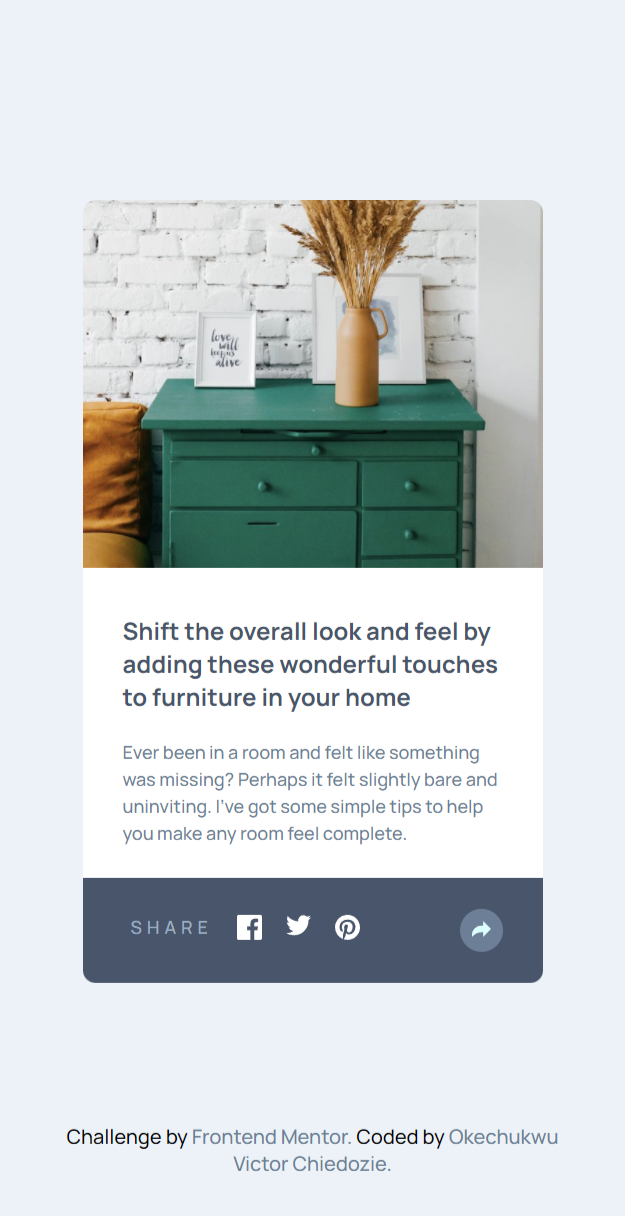 love
will
keep us
alive
Shift the overall look and feel by
adding these wonderful touches
to furniture in your home
Ever been in a room and felt like something
was missing? Perhaps it felt slightly bare and
uninviting. I've got some simple tips to help
you make any room feel complete.
SHARE
Challenge by Frontend Mentor. Coded by Okechukwu
Victor Chiedozie.